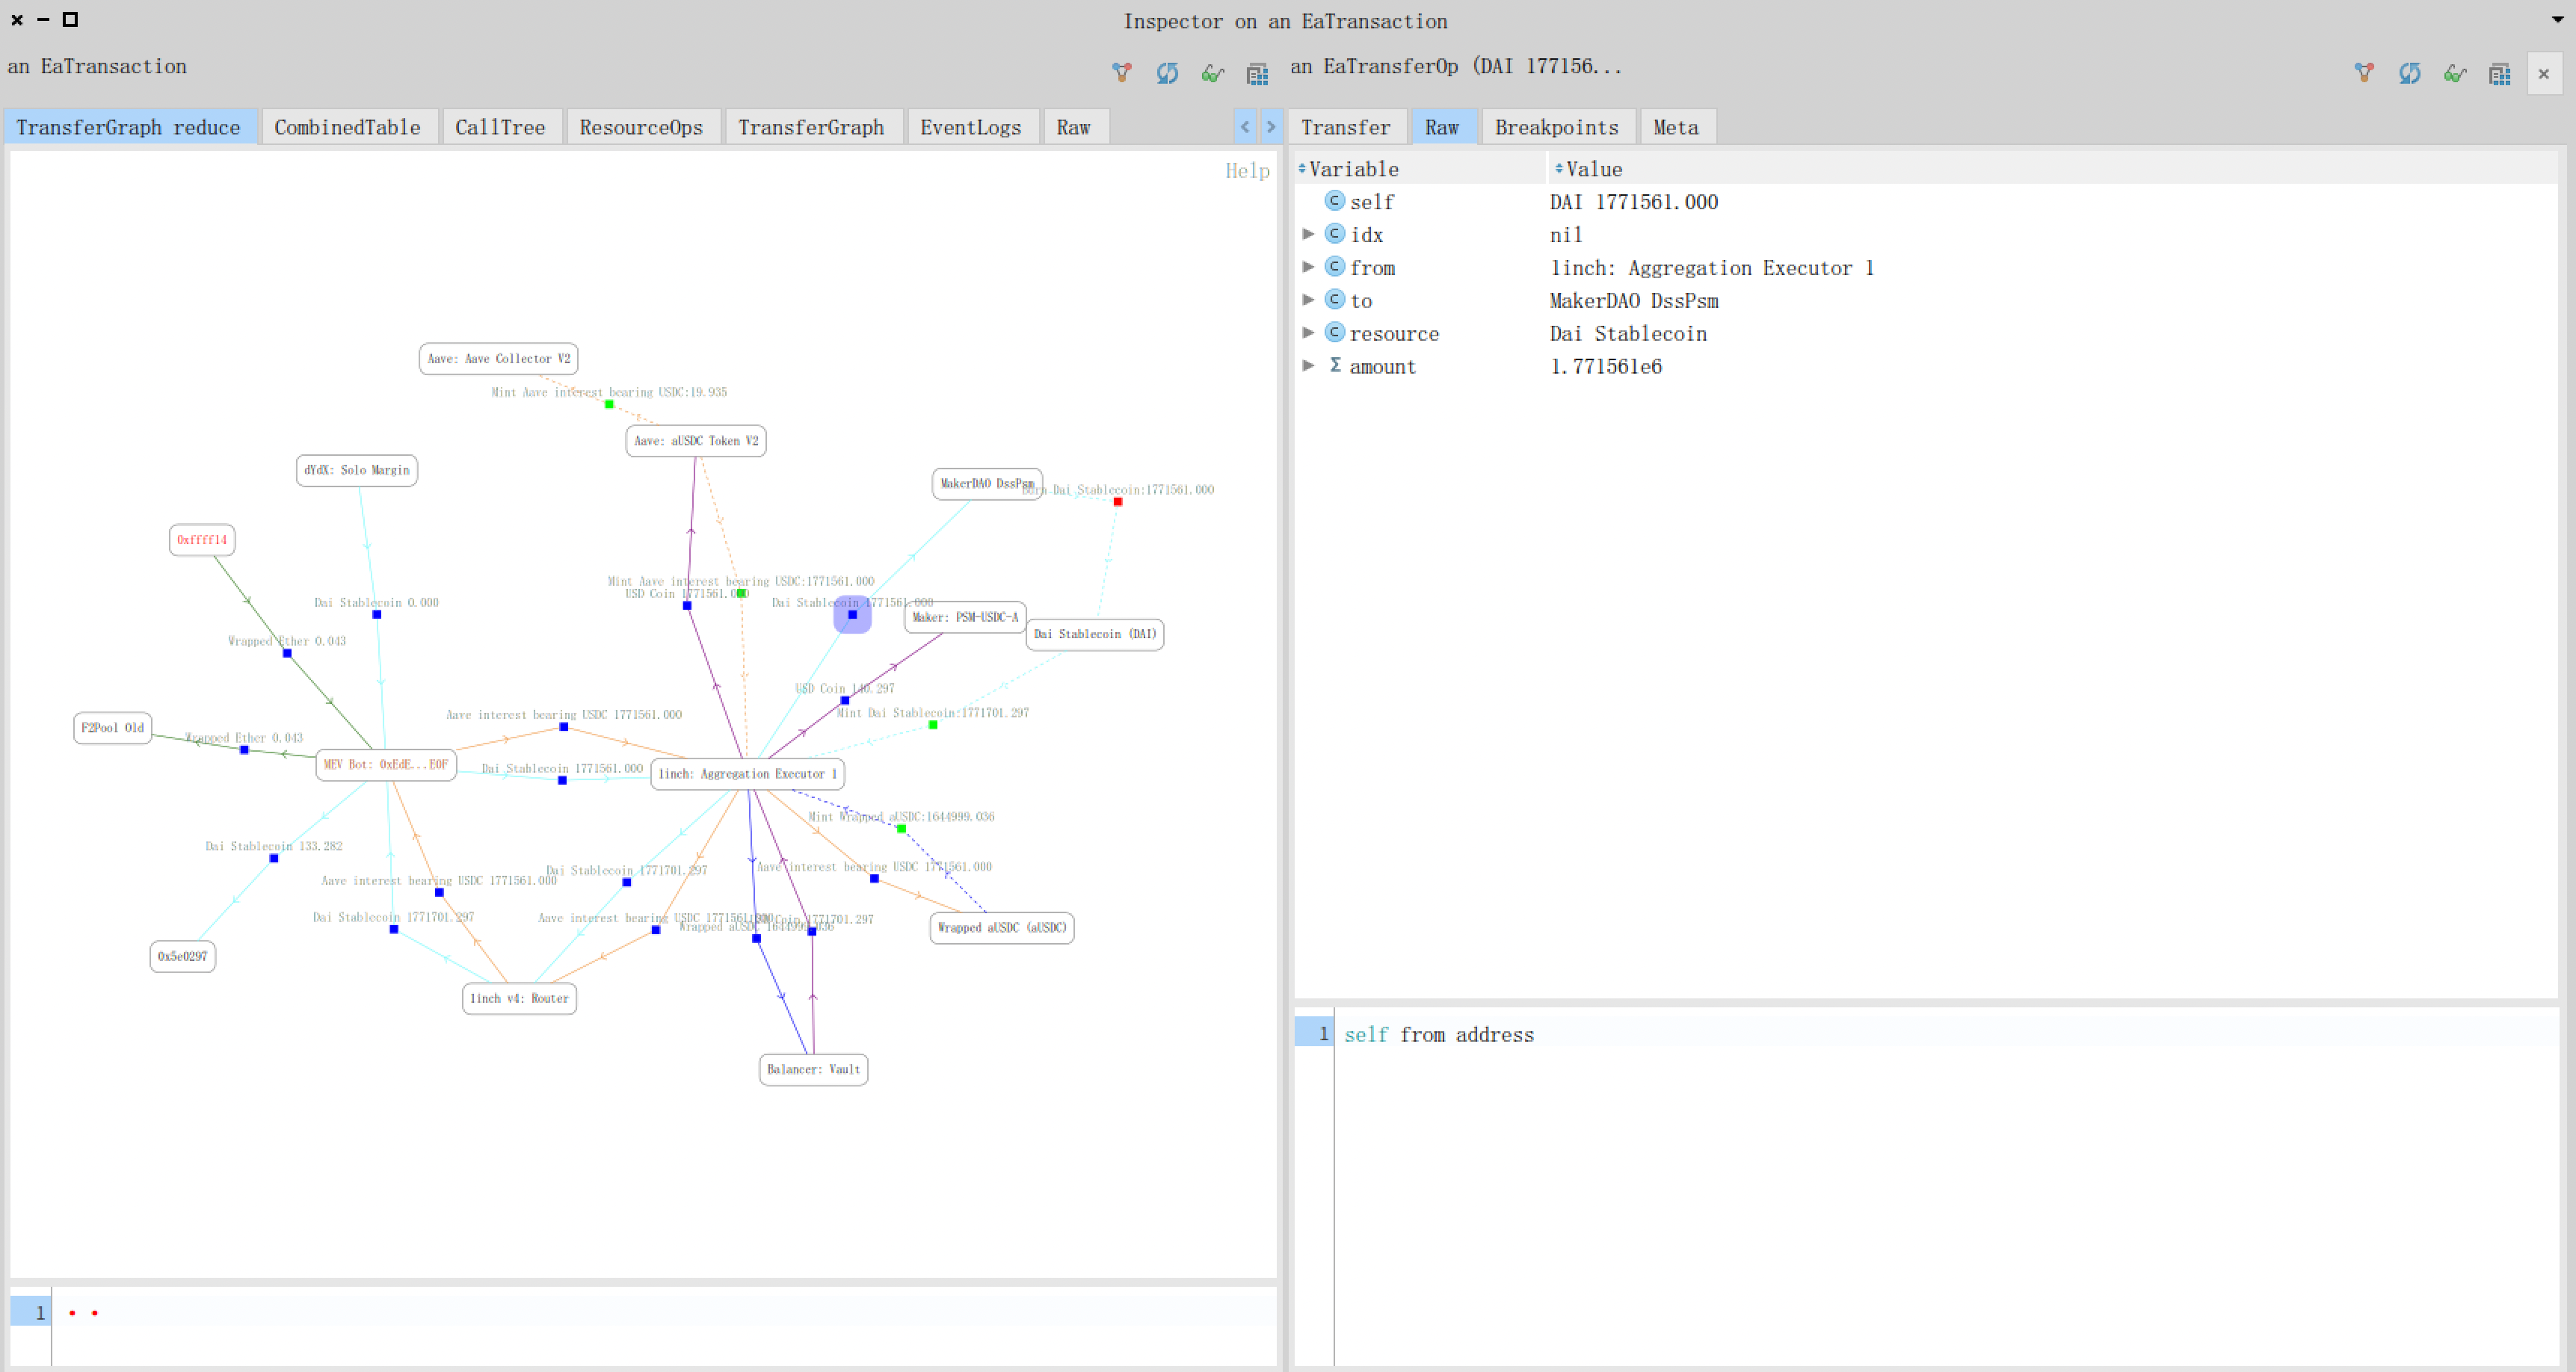 Inspector on an EaTransaction
an EaTransaction
an EaTransferOp (DAI 177156...
TransferGraph reduce
CombinedTable
CallTree
ResourceOps
TransferGraph
EventLogs
Raw
Transfer
Raw
Breakpoints
Meta
Help
Aave: Aave Collector V2
Mint Aave interest bearing USDC:19.935
Aave: aUSDC Token V2
dYdX: Solo Margin
MakerDAO DssPsm
Burn Dai Stablecoin:1771561.000
0xffff14
Mint Aave interest bearing USDC:1771561.000
USD Coin 1771561.000
Dai Stablecoin 0.000
Dai Stablecoin 1771561.000
Maker: PSM-USDC-A
Dai Stablecoin (DAI)
Wrapped Ether 0.043
USD Coin 140.297
Aave interest bearing USDC 1771561.000
Mint Dai Stablecoin:1771701.297
F2Pool Old
Wrapped Ether 0.043
MEV Bot: 0xEdE...E0F
Dai Stablecoin 1771561.000
1inch: Aggregation Executor 1
Mint Wrapped aUSDC:1644999.036
Dai Stablecoin 133.282
Dai Stablecoin 1771701.297
Aave interest bearing USDC 1771561.000
Aave interest bearing USDC 1771561.000
Dai Stablecoin 1771701.297
Aave interest bearing USDC 1771561.000
Coin 1771701.297
Wrapped aUSDC 1644999.036
Wrapped aUSDC (aUSDC)
0x5e0297
1inch v4: Router
Balancer: Vault
1
Variable Value
self DAI 1771561.000
idx nil
from 1inch: Aggregation Executor 1
to MakerDAO DssPsm
resource Dai Stablecoin
Σ amount 1.771561e6
1 self from address